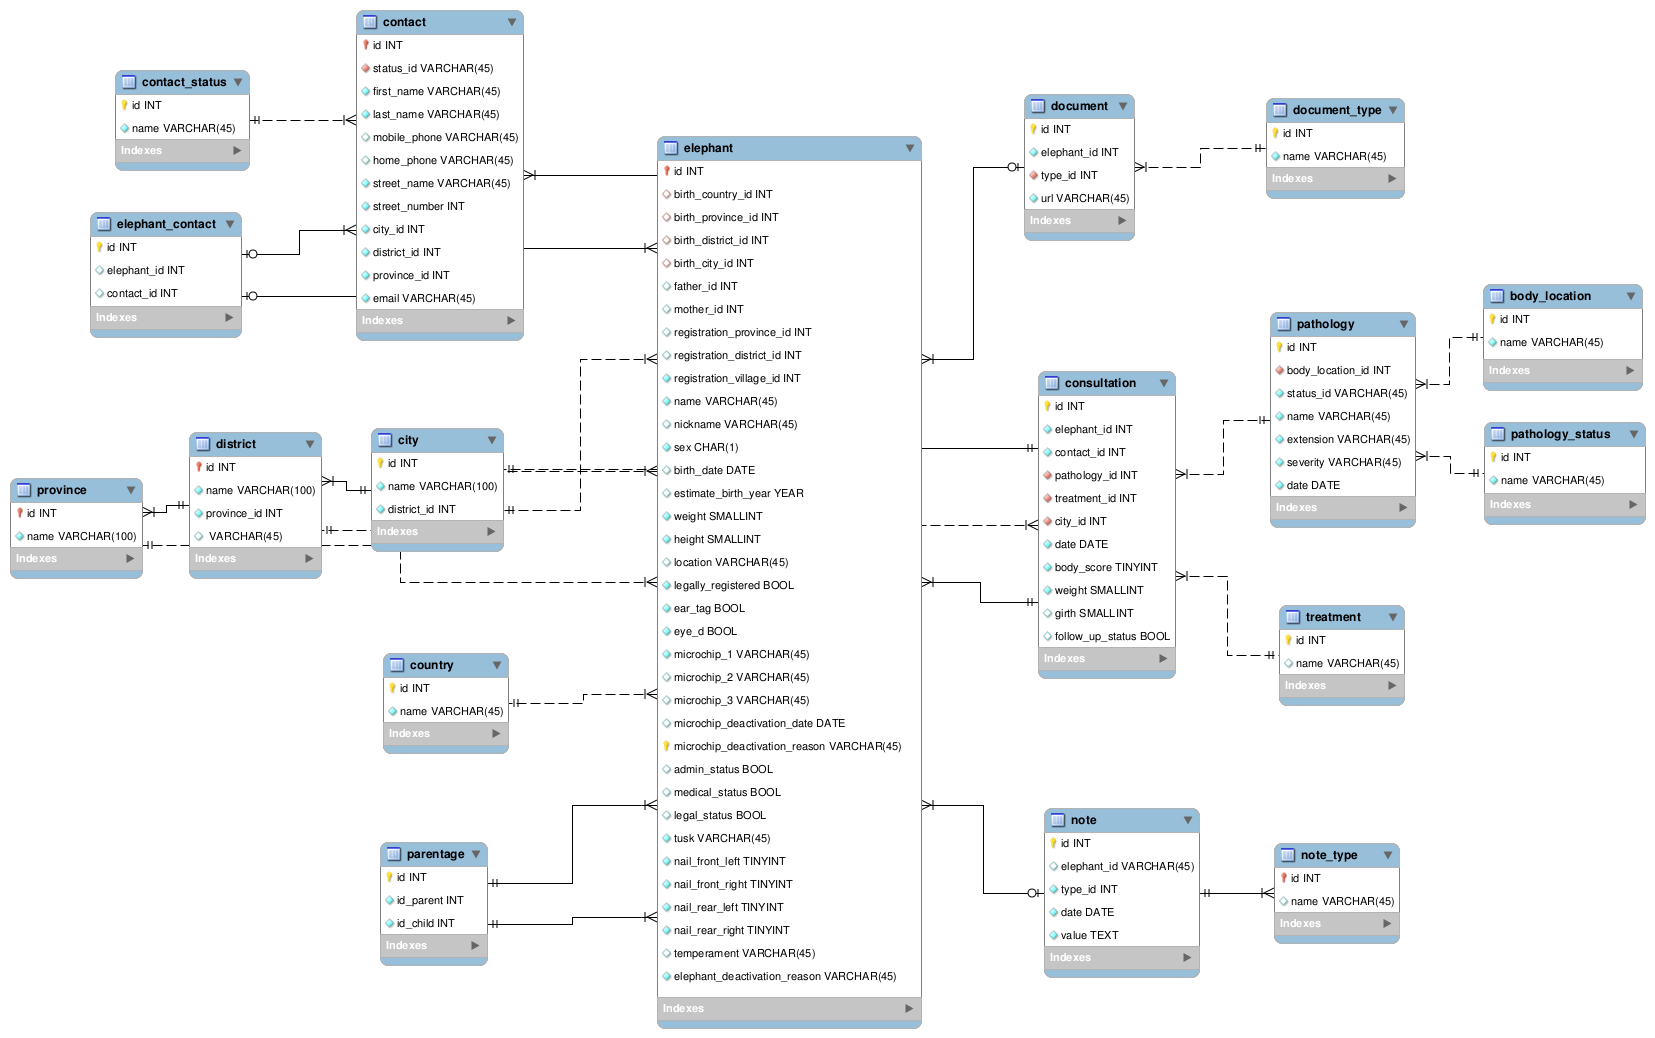 contact
id INT
status_id VARCHAR(45)
first_name VARCHAR(45)
last_name VARCHAR(45)
mobile_phone VARCHAR(45)
home_phone VARCHAR(45)
street_name VARCHAR(45)
street_number INT
city_id INT
district_id INT
province_id INT
email VARCHAR(45)
Indexes
contact_status
id INT
name VARCHAR(45)
Indexes
elephant_contact
id INT
elephant_id INT
contact_id INT
Indexes
elephant
id INT
birth_country_id INT
birth_province_id INT
birth_district_id INT
birth_city_id INT
father_id INT
mother_id INT
registration_province_id INT
registration_district_id INT
registration_village_id INT
name VARCHAR(45)
nickname VARCHAR(45)
sex CHAR(1)
birth_date DATE
estimate_birth_year YEAR
weight SMALLINT
height SMALLINT
location VARCHAR(45)
legally_registered BOOL
ear_tag BOOL
eye_d BOOL
microchip_1 VARCHAR(45)
microchip_2 VARCHAR(45)
microchip_3 VARCHAR(45)
microchip_deactivation_date DATE
microchip_deactivation_reason VARCHAR(45)
admin_status BOOL
medical_status BOOL
legal_status BOOL
tusk VARCHAR(45)
nail_front_left TINYINT
nail_front_right TINYINT
nail_rear_left TINYINT
nail_rear_right TINYINT
temperament VARCHAR(45)
elephant_deactivation_reason VARCHAR(45)
Indexes
document
id INT
elephant_id INT
type_id INT
url VARCHAR(45)
Indexes
document_type
id INT
name VARCHAR(45)
Indexes
body_location
id INT
name VARCHAR(45)
Indexes
pathology
id INT
body_location_id INT
status_id VARCHAR(45)
name VARCHAR(45)
extension VARCHAR(45)
severity VARCHAR(45)
date DATE
Indexes
pathology_status
id INT
name VARCHAR(45)
Indexes
consultation
id INT
elephant_id INT
contact_id INT
pathology_id INT
treatment_id INT
city_id INT
date DATE
body_score TINYINT
weight SMALLINT
girth SMALLINT
follow_up_status BOOL
Indexes
treatment
id INT
name VARCHAR(45)
Indexes
province
id INT
name VARCHAR(100)
Indexes
district
id INT
name VARCHAR(100)
province_id INT
VARCHAR(45)
Indexes
city
id INT
name VARCHAR(100)
district_id INT
Indexes
country
id INT
name VARCHAR(45)
Indexes
parentage
id INT
id_parent INT
id_child INT
Indexes
note
id INT
elephant_id VARCHAR(45)
type_id INT
date DATE
value TEXT
Indexes
note_type
id INT
name VARCHAR(45)
Indexes